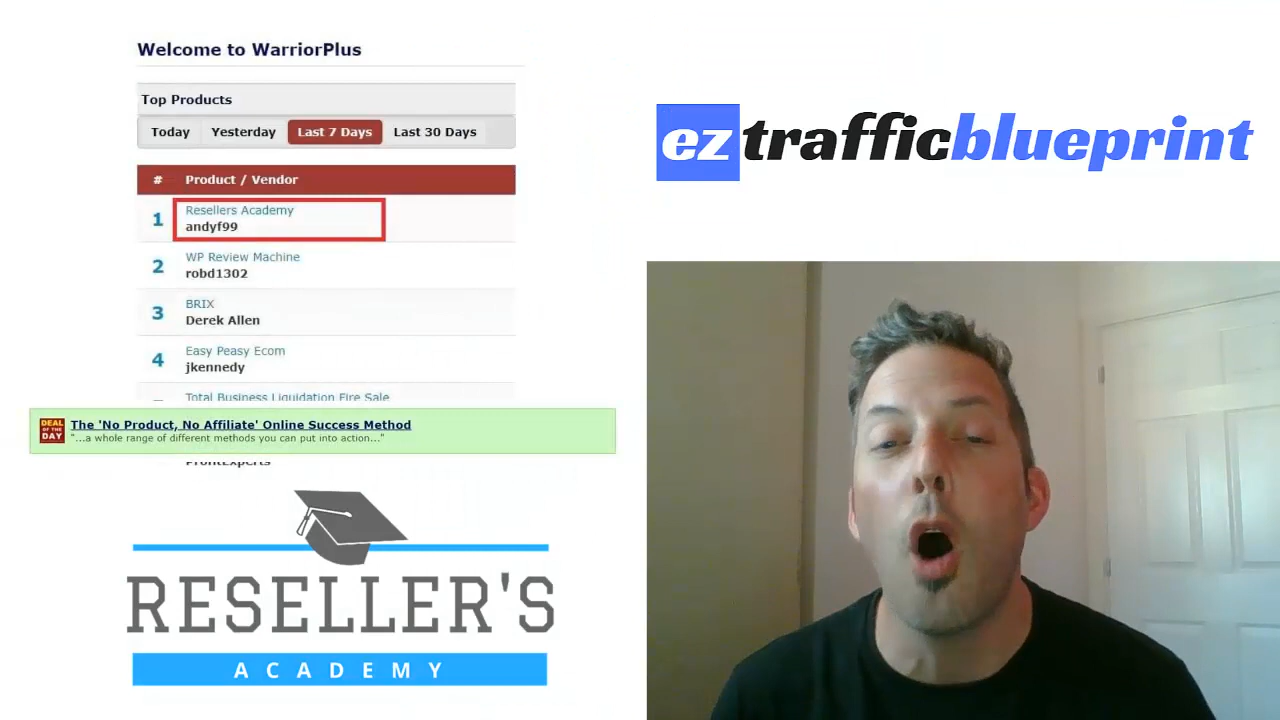 Welcome to WarriorPlus
Top Products
Today Yesterday Last 7 Days Last 30 Days
# Product / Vendor
1 Resellers Academy
andyf99
2 WP Review Machine
robd1302
3 BRIX
Derek Allen
4 Easy Peasy Ecom
jkennedy
Total Business Liquidation Fire Sale
DEAL
OF THE
DAY
The 'No Product, No Affiliate' Online Success Method
"...a whole range of different methods you can put into action..."
ProfitExperts
RESELLER'S
ACADEMY
eztrafficblueprint